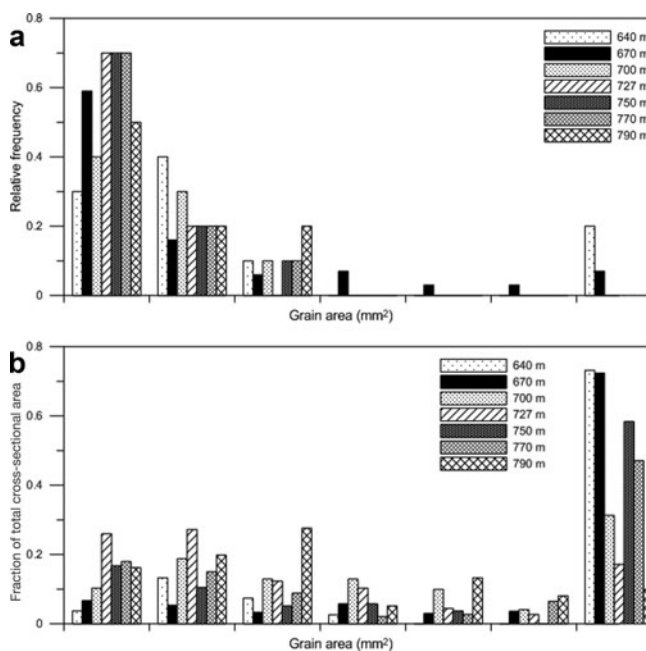 a
0.8
0.6
0.4
0.2
0
Relative frequency
Grain area (mm²)
640 m
670 m
700 m
727 m
750 m
770 m
790 m
b
0.8
0.6
0.4
0.2
0
Fraction of total cross-sectional area
Grain area (mm²)
640 m
670 m
700 m
727 m
750 m
770 m
790 m